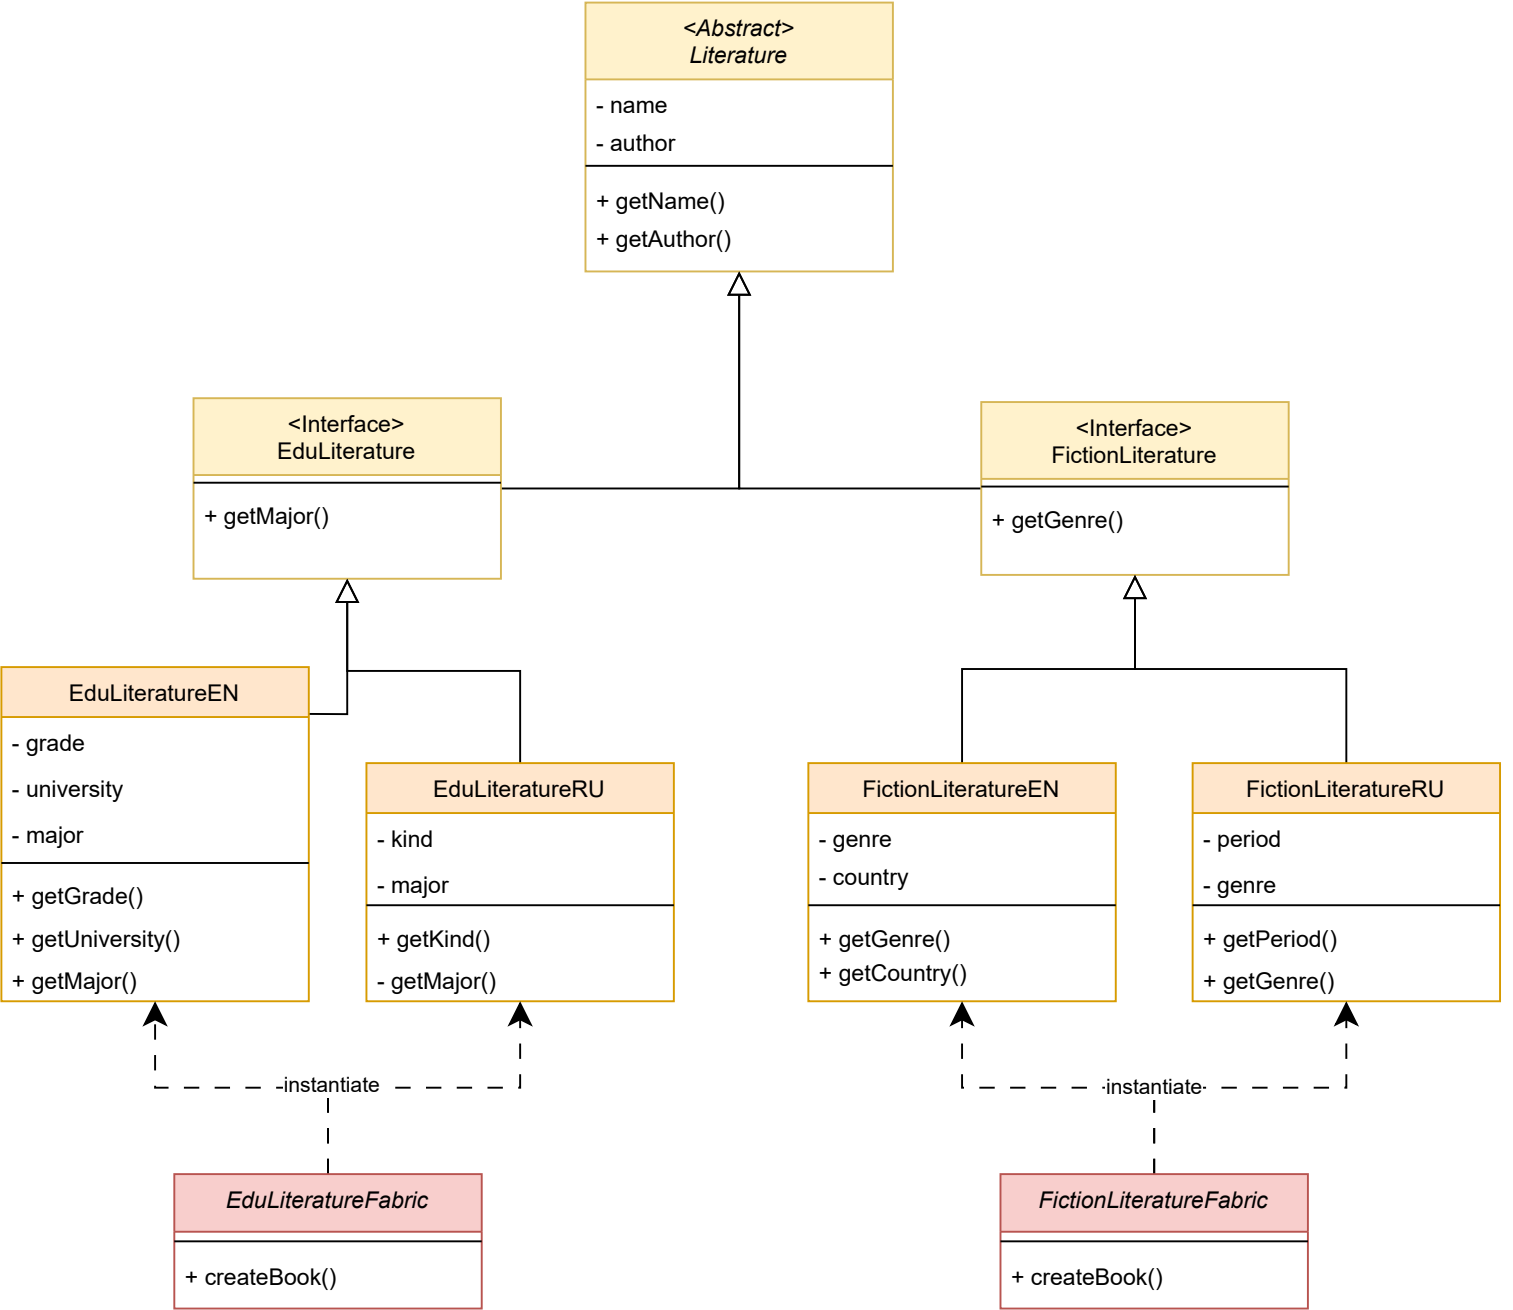 <Abstract>
Literature
- name
- author
+ getName()
+ getAuthor()
<Interface>
EduLiterature
+ getMajor()
<Interface>
FictionLiterature
+ getGenre()
EduLiteratureEN
- grade
- university
- major
+ getGrade()
+ getUniversity()
+ getMajor()
EduLiteratureRU
- kind
- major
+ getKind()
- getMajor()
FictionLiteratureEN
- genre
- country
+ getGenre()
+ getCountry()
FictionLiteratureRU
- period
- genre
+ getPeriod()
+ getGenre()
instantiate
instantiate
EduLiteratureFabric
+ createBook()
FictionLiteratureFabric
+ createBook()